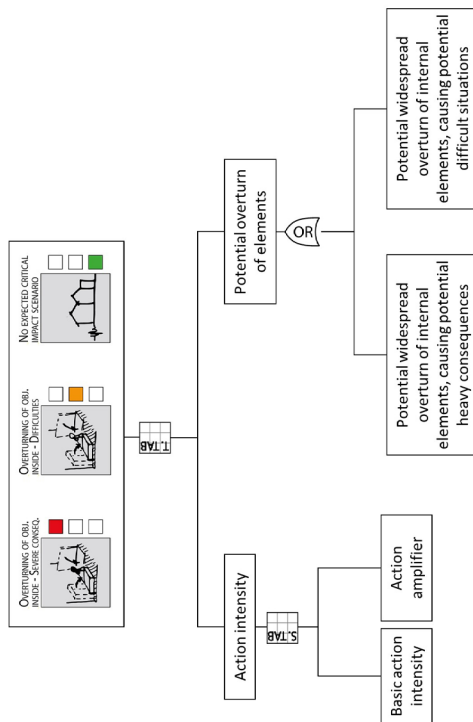 OVERTURNING OF OBJ.
INSIDE - SEVERE CONSEQ.
OVERTURNING OF OBJ.
INSIDE - DIFFICULTIES
NO EXPECTED CRITICAL
IMPACT SCENARIO
T.TAB
Action intensity
Potential overturn
of elements
S.TAB
OR
Basic action
intensity
Action
amplifier
Potential widespread
overturn of internal
elements, causing potential
heavy consequences
Potential widespread
overturn of internal
elements, causing potential
difficult situations